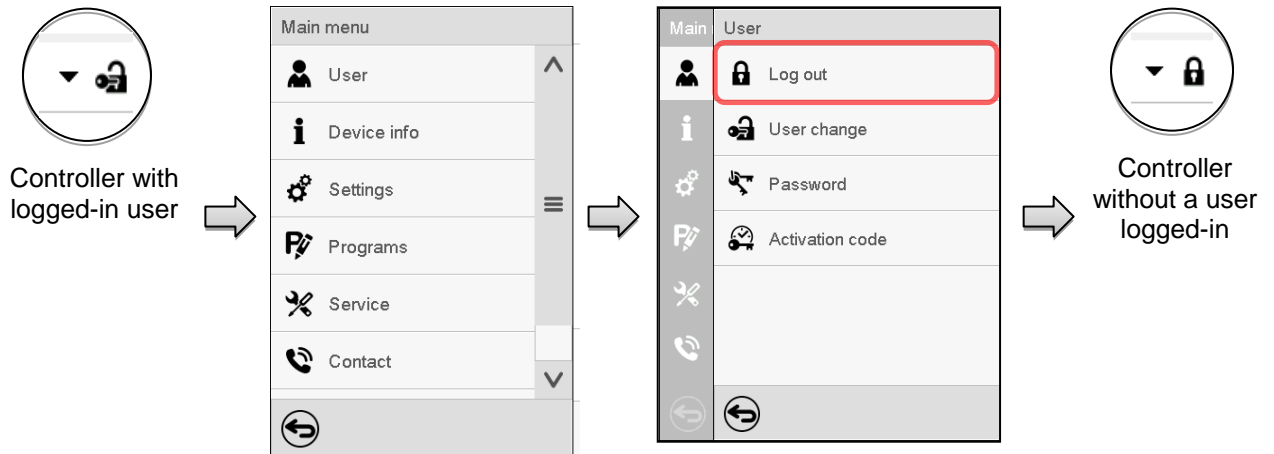 Controller with
logged-in user
Main menu
User
Device info
Settings
Programs
Service
Contact
Main
User
Log out
User change
Password
Activation code
Controller
without a user
logged-in